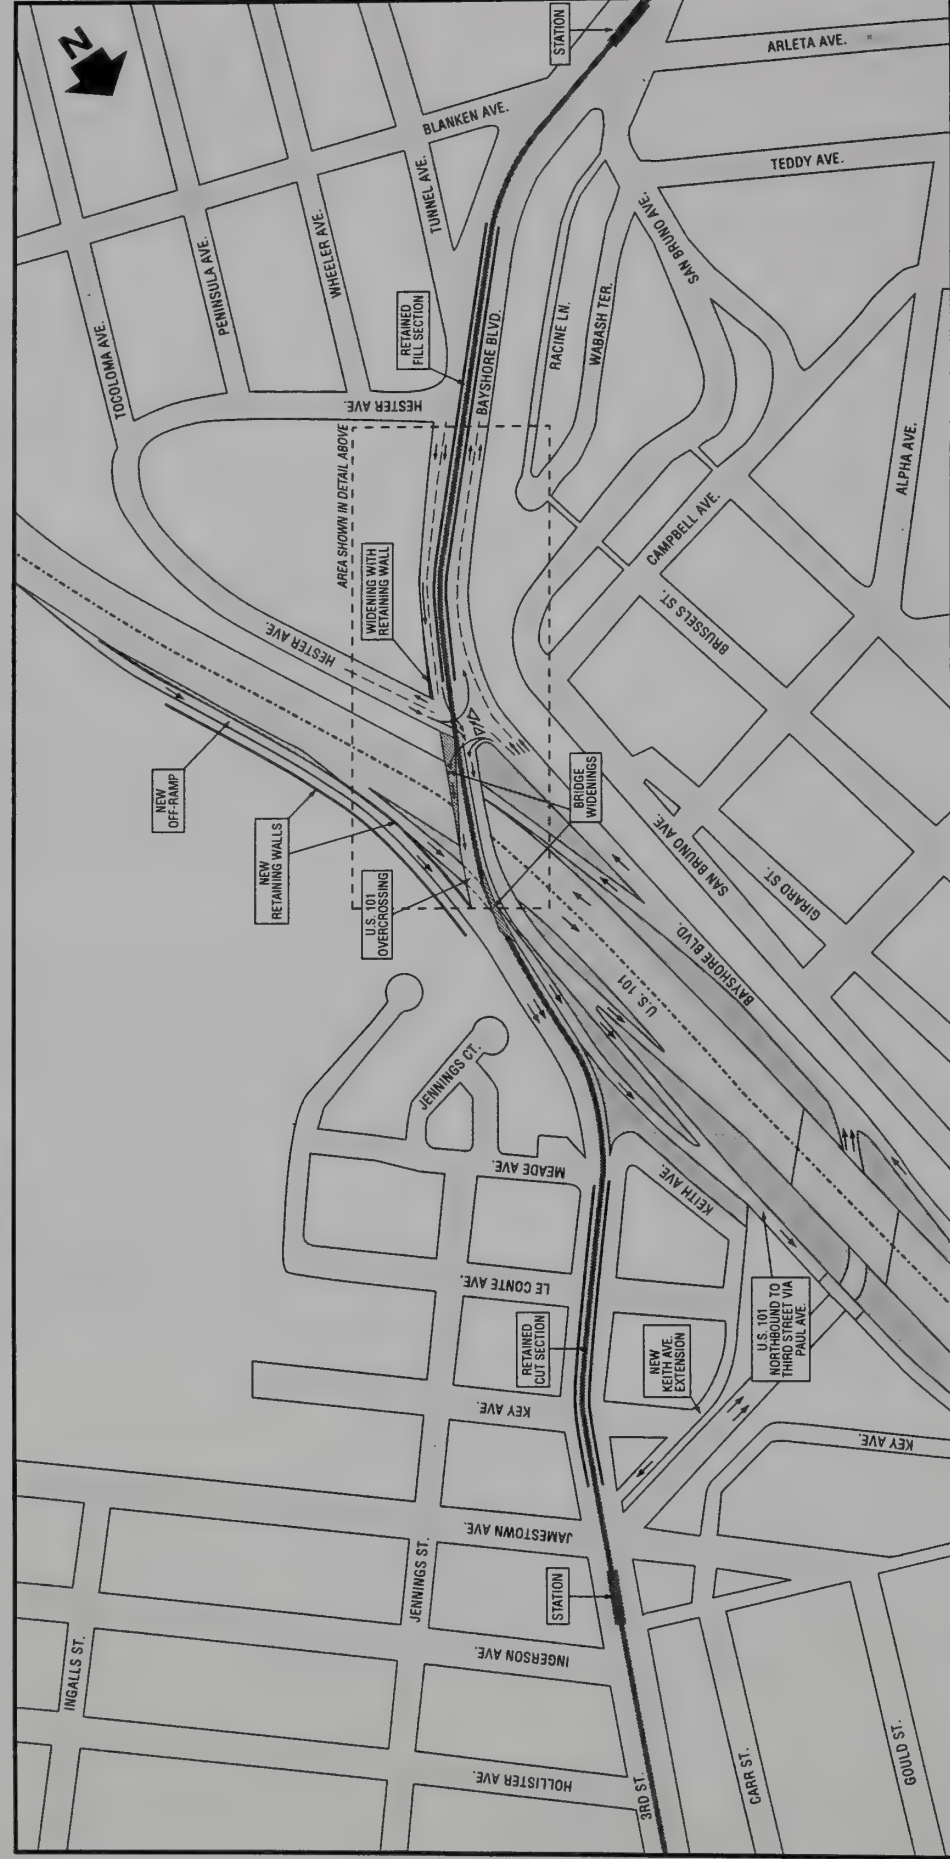 N
STATION
ARLETA AVE.
BLANKEN AVE.
TEDDY AVE.
TUNNEL AVE.
SAN BRUNO AVE.
PENINSULA AVE.
WHEELER AVE.
TOCOLOMA AVE.
RETAINED
FILL SECTION
BAYSHORE BLVD.
RACINE LN.
WABASH TER.
HESTER AVE.
AREA SHOWN IN DETAIL ABOVE
ALPHA AVE.
CAMPBELL AVE.
WIDENING WITH
RETAINING WALL
BRUSSELS ST.
HESTER AVE.
NEW
OFF-RAMP
BRIDGE
WIDENINGS
NEW
RETAINING WALLS
SAN BRUNO AVE.
GIRARD ST.
U.S. 101
OVERCROSSING
BAYSHORE BLVD.
U.S. 101
JENNINGS CT.
MEADE AVE.
KEITH AVE.
LE CONTE AVE.
U.S. 101
NORTHBOUND TO
THIRD STREET VIA
PAUL AVE.
RETAINED
CUT SECTION
NEW
KEITH AVE.
EXTENSION
KEY AVE.
KEY AVE.
JAMESTOWN AVE.
JENNINGS ST.
STATION
INGALLS ST.
INGERSON AVE.
HOLLISTER AVE.
3RD ST.
CARR ST.
GOULD ST.